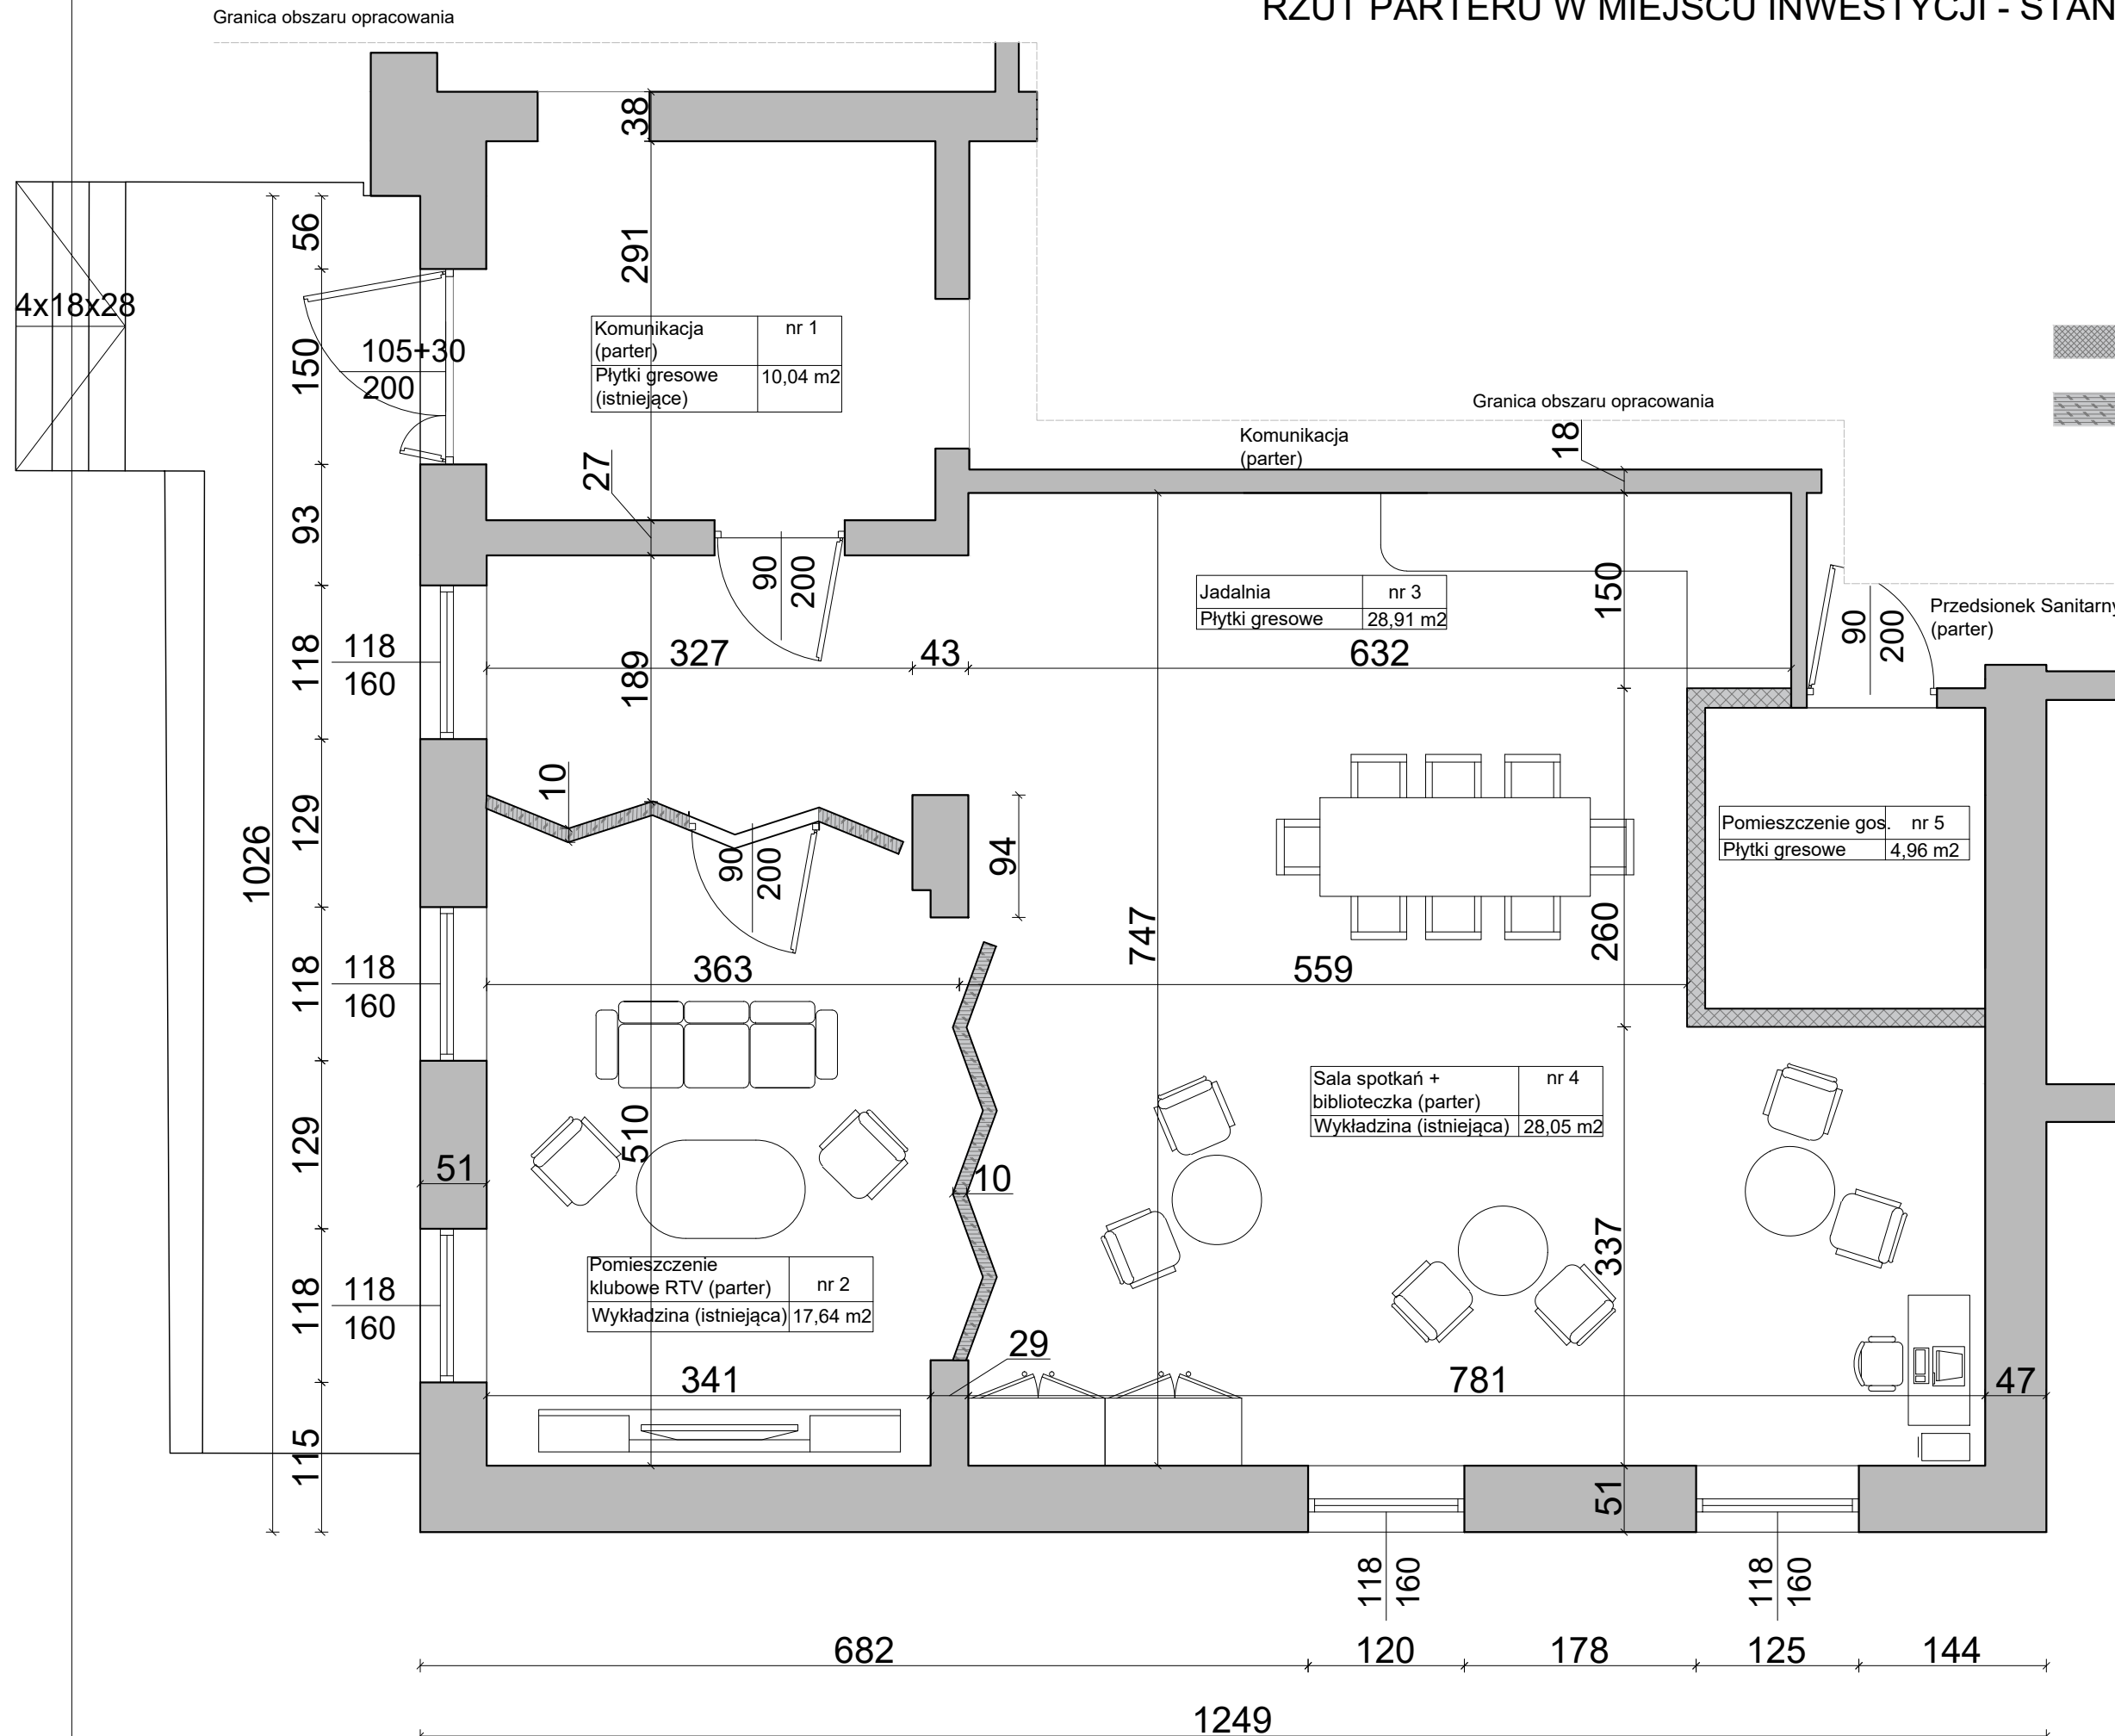 Granica obszaru opracowania
RZUT PARTERU W MIEJSCU INWESTYCJI - STAN
38
56
291
4x18x28
150
105+30
200
Komunikacja
(parter)
nr 1
Płytki gresowe
(istniejące)
10,04 m2
Granica obszaru opracowania
Komunikacja
(parter)
18
27
93
90
200
Jadalnia
nr 3
Płytki gresowe
28,91 m2
150
90
200
Przedsionek Sanitarny
(parter)
118
118
160
189
327
43
632
10
129
1026
90
200
94
747
260
Pomieszczenie gos.
nr 5
Płytki gresowe
4,96 m2
118
118
160
363
559
129
510
51
10
Sala spotkań +
biblioteczka (parter)
nr 4
Wykładzina (istniejąca)
28,05 m2
337
118
118
160
Pomieszczenie
klubowe RTV (parter)
nr 2
Wykładzina (istniejąca)
17,64 m2
29
341
781
47
115
51
118
160
118
160
682
120
178
125
144
1249